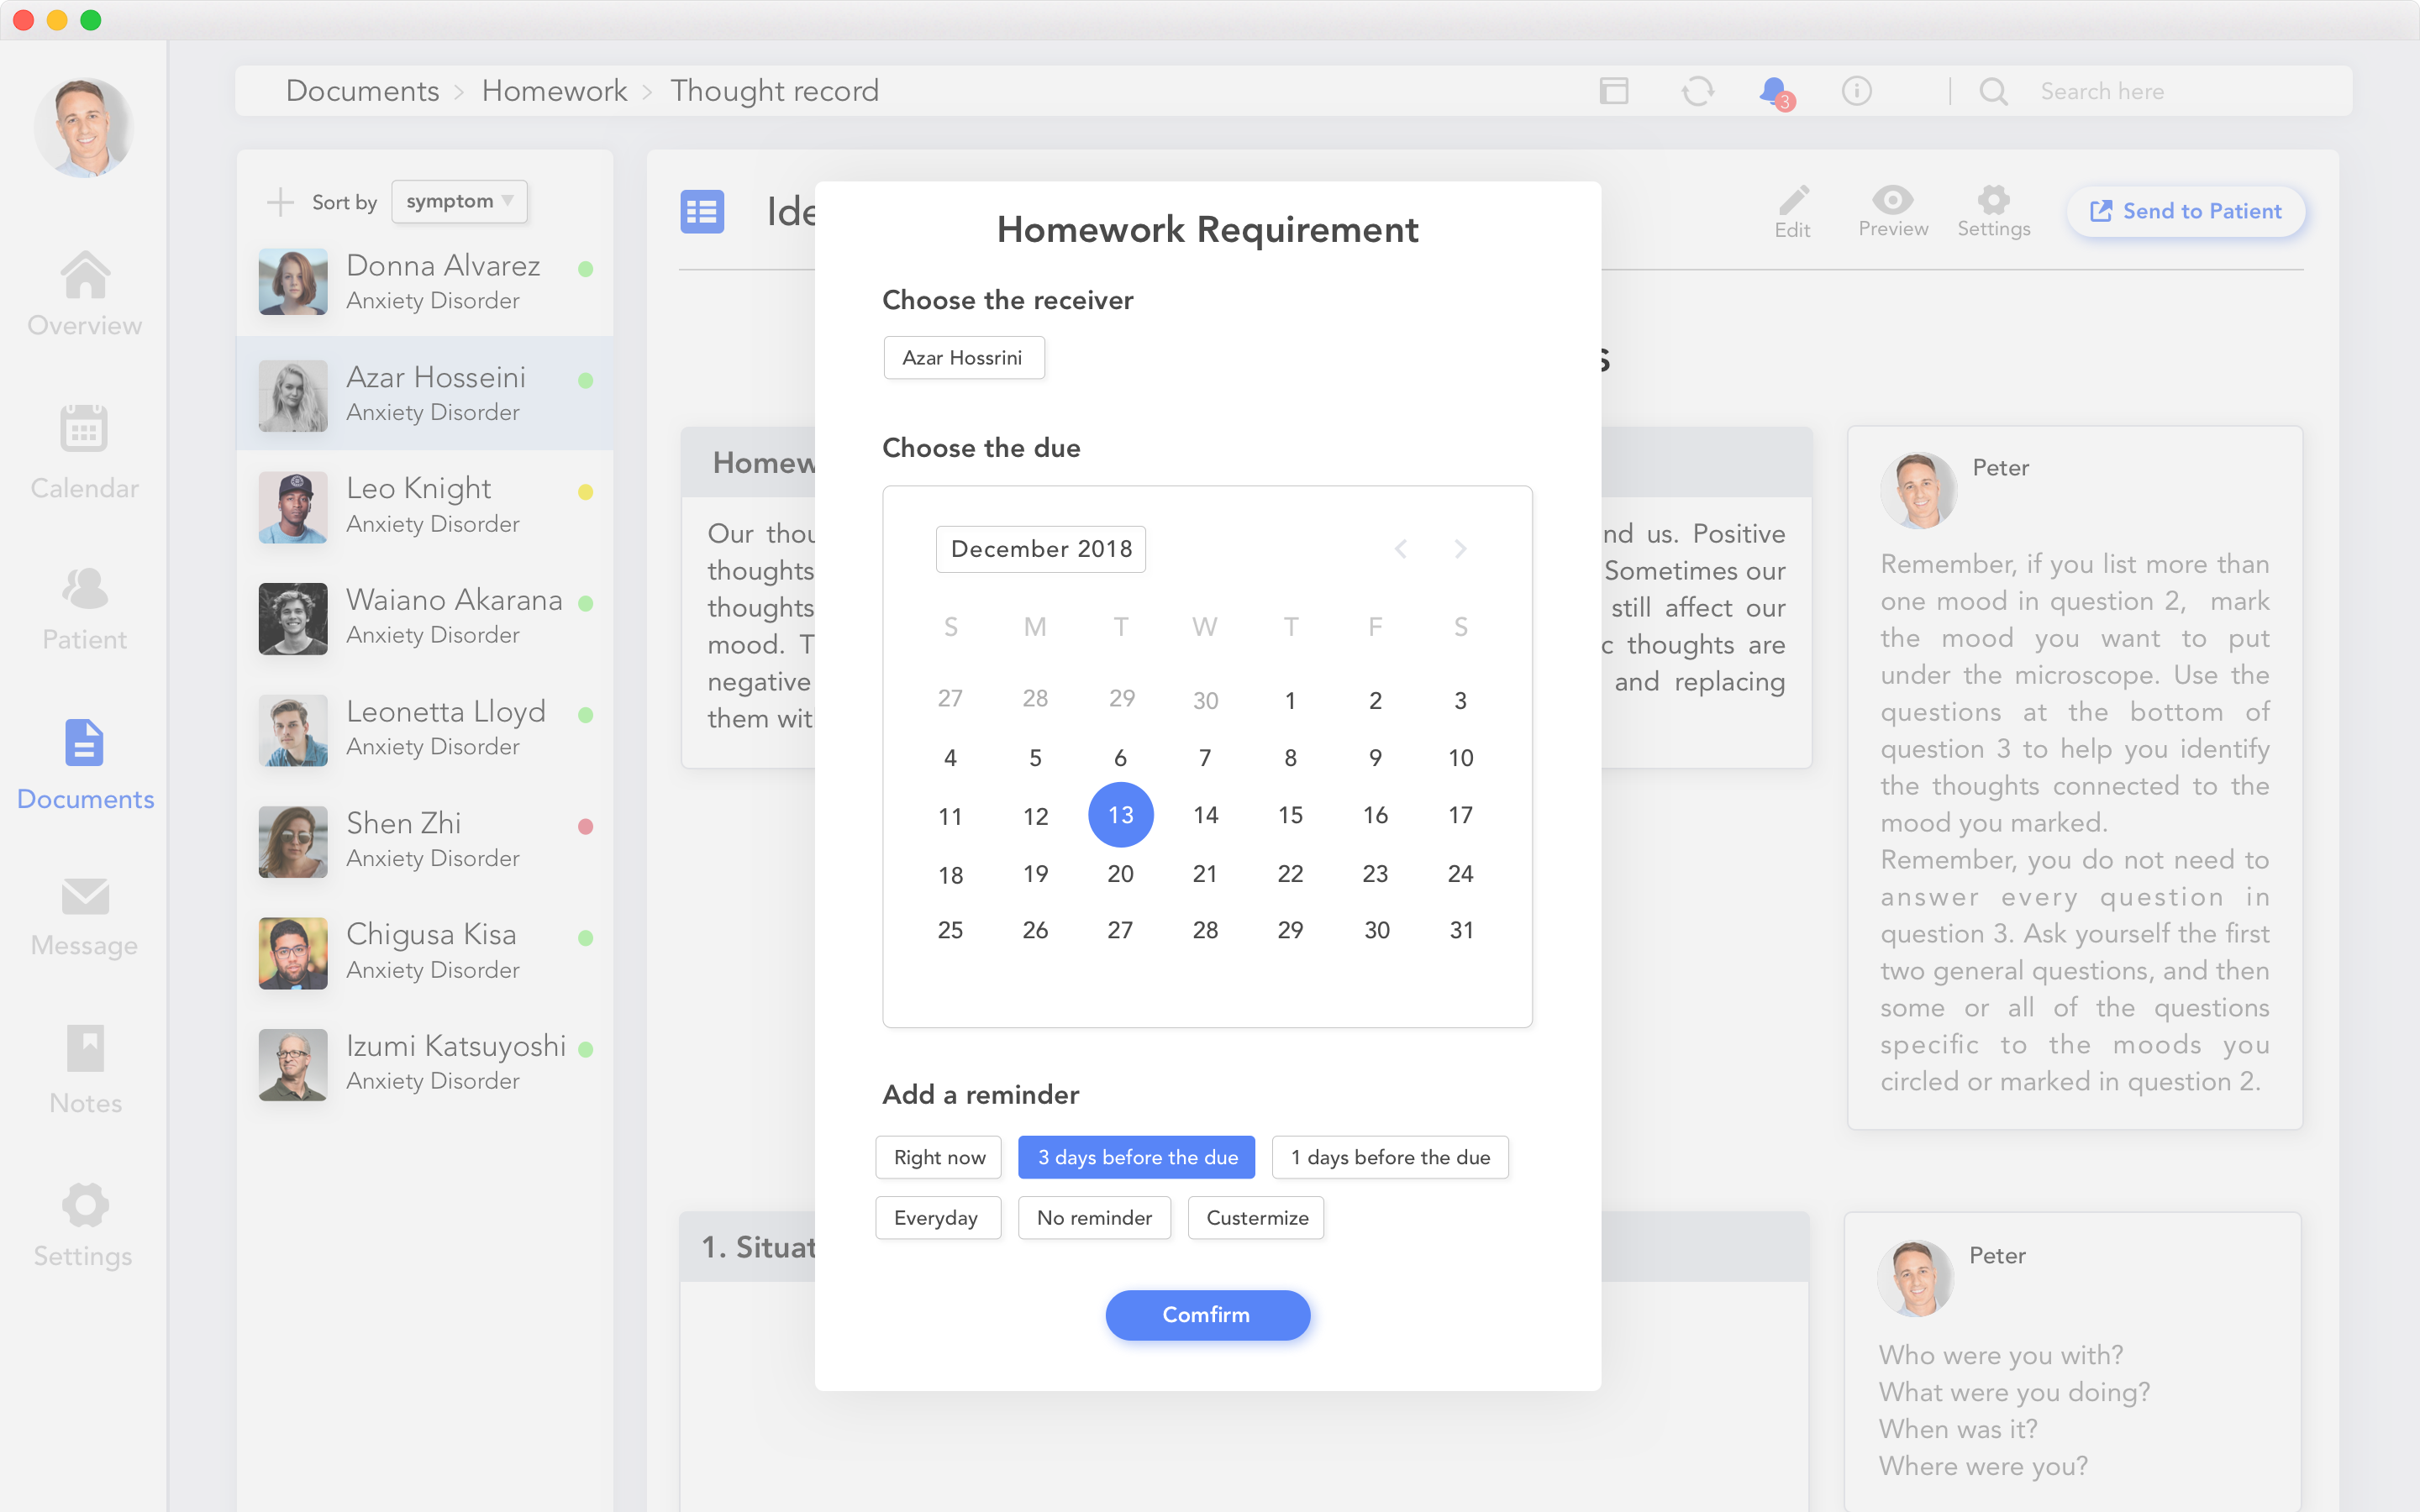 Documents > Homework > Thought record
3
Search here
Overview
Calendar
Patient
Documents
Message
Notes
Settings
Sort by symptom
Donna Alvarez
Anxiety Disorder
Azar Hosseini
Anxiety Disorder
Leo Knight
Anxiety Disorder
Waiano Akarana
Anxiety Disorder
Leonetta Lloyd
Anxiety Disorder
Shen Zhi
Anxiety Disorder
Chigusa Kisa
Anxiety Disorder
Izumi Katsuyoshi
Anxiety Disorder
Ide
Edit
Preview
Settings
Send to Patient
s
Homew
Our thou
thoughts
thoughts
mood. T
negative
them wit
nd us. Positive
Sometimes our
still affect our
c thoughts are
and replacing
1. Situat
Homework Requirement
Choose the receiver
Azar Hossrini
Choose the due
December 2018
S M T W T F S
27 28 29 30 1 2 3
4 5 6 7 8 9 10
11 12 13 14 15 16 17
18 19 20 21 22 23 24
25 26 27 28 29 30 31
Add a reminder
Right now
3 days before the due
1 days before the due
Everyday
No reminder
Custermize
Comfirm
Peter
Remember, if you list more than
one mood in question 2, mark
the mood you want to put
under the microscope. Use the
questions at the bottom of
question 3 to help you identify
the thoughts connected to the
mood you marked.
Remember, you do not need to
answer every question in
question 3. Ask yourself the first
two general questions, and then
some or all of the questions
specific to the moods you
circled or marked in question 2.
Peter
Who were you with?
What were you doing?
When was it?
Where were you?